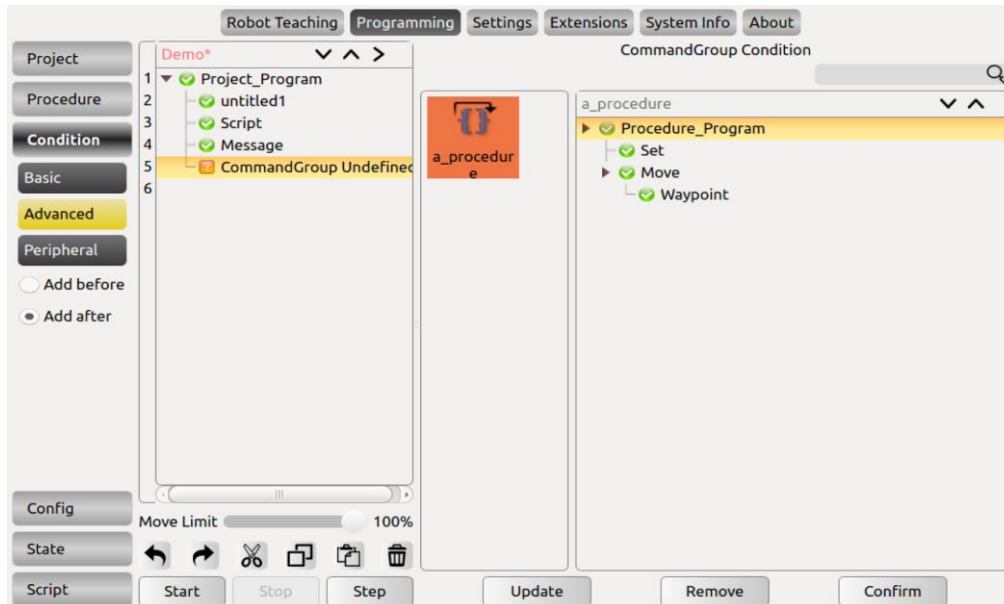 Robot Teaching Programming Settings Extensions System Info About
Project
Procedure
Condition
Basic
Advanced
Peripheral
Add before
Add after
Config
State
Script
Demo*
1 Project_Program
2 untitled1
3 Script
4 Message
5 CommandGroup Undefined
6
Move Limit 100%
Start Stop Step
CommandGroup Condition
a_procedur
e
a_procedure
Procedure_Program
Set
Move
Waypoint
Update Remove Confirm